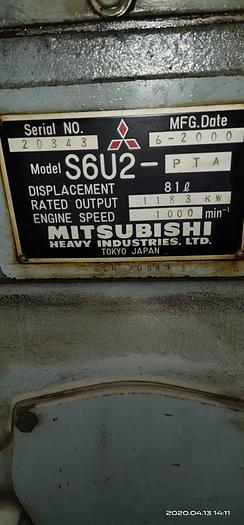 Serial NO. MFG.Date
20343 6-2000
Model S6U2- PTA
DISPLACEMENT 81ℓ
RATED OUTPUT 1183 KW
ENGINE SPEED 1000 min⁻¹
MITSUBISHI
HEAVY INDUSTRIES, LTD.
TOKYO JAPAN
20343
2020.04.13 14:11